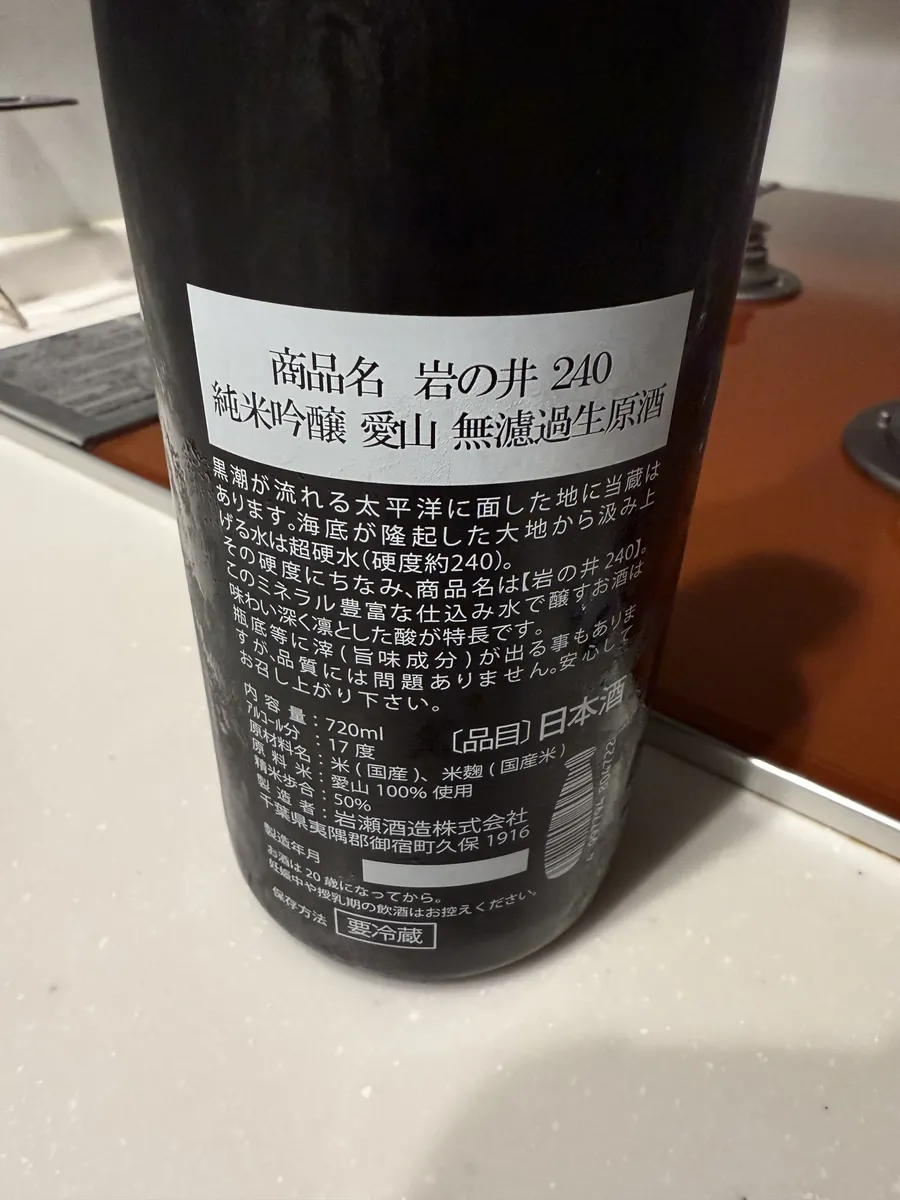 商品名 岩の井 240
純米吟醸 愛山 無濾過生原酒
黒潮が流れる太平洋に面した地に当蔵は
あります。海底が隆起した大地から汲み上
げる水は超硬水(硬度約240)。
その硬度にちなみ、商品名は【岩の井 240】。
このミネラル豊富な仕込み水で醸すお酒は
味わい深く凛とした酸が特長です。
瓶底等に滓(旨味成分)が出る事もありま
すが、品質には問題ありません。安心して
お召し上がり下さい。
内容量:720ml
アルコール分:17度
〔品目〕日本酒
原材料名:米(国産)、米麹(国産米)
原料米:愛山100%使用
精米歩合:50%
製造者:岩瀬酒造株式会社
千葉県夷隅郡御宿町久保1916
製造年月
お酒は20歳になってから。
妊娠中や授乳期の飲酒はお控えください。
保存方法 要冷蔵